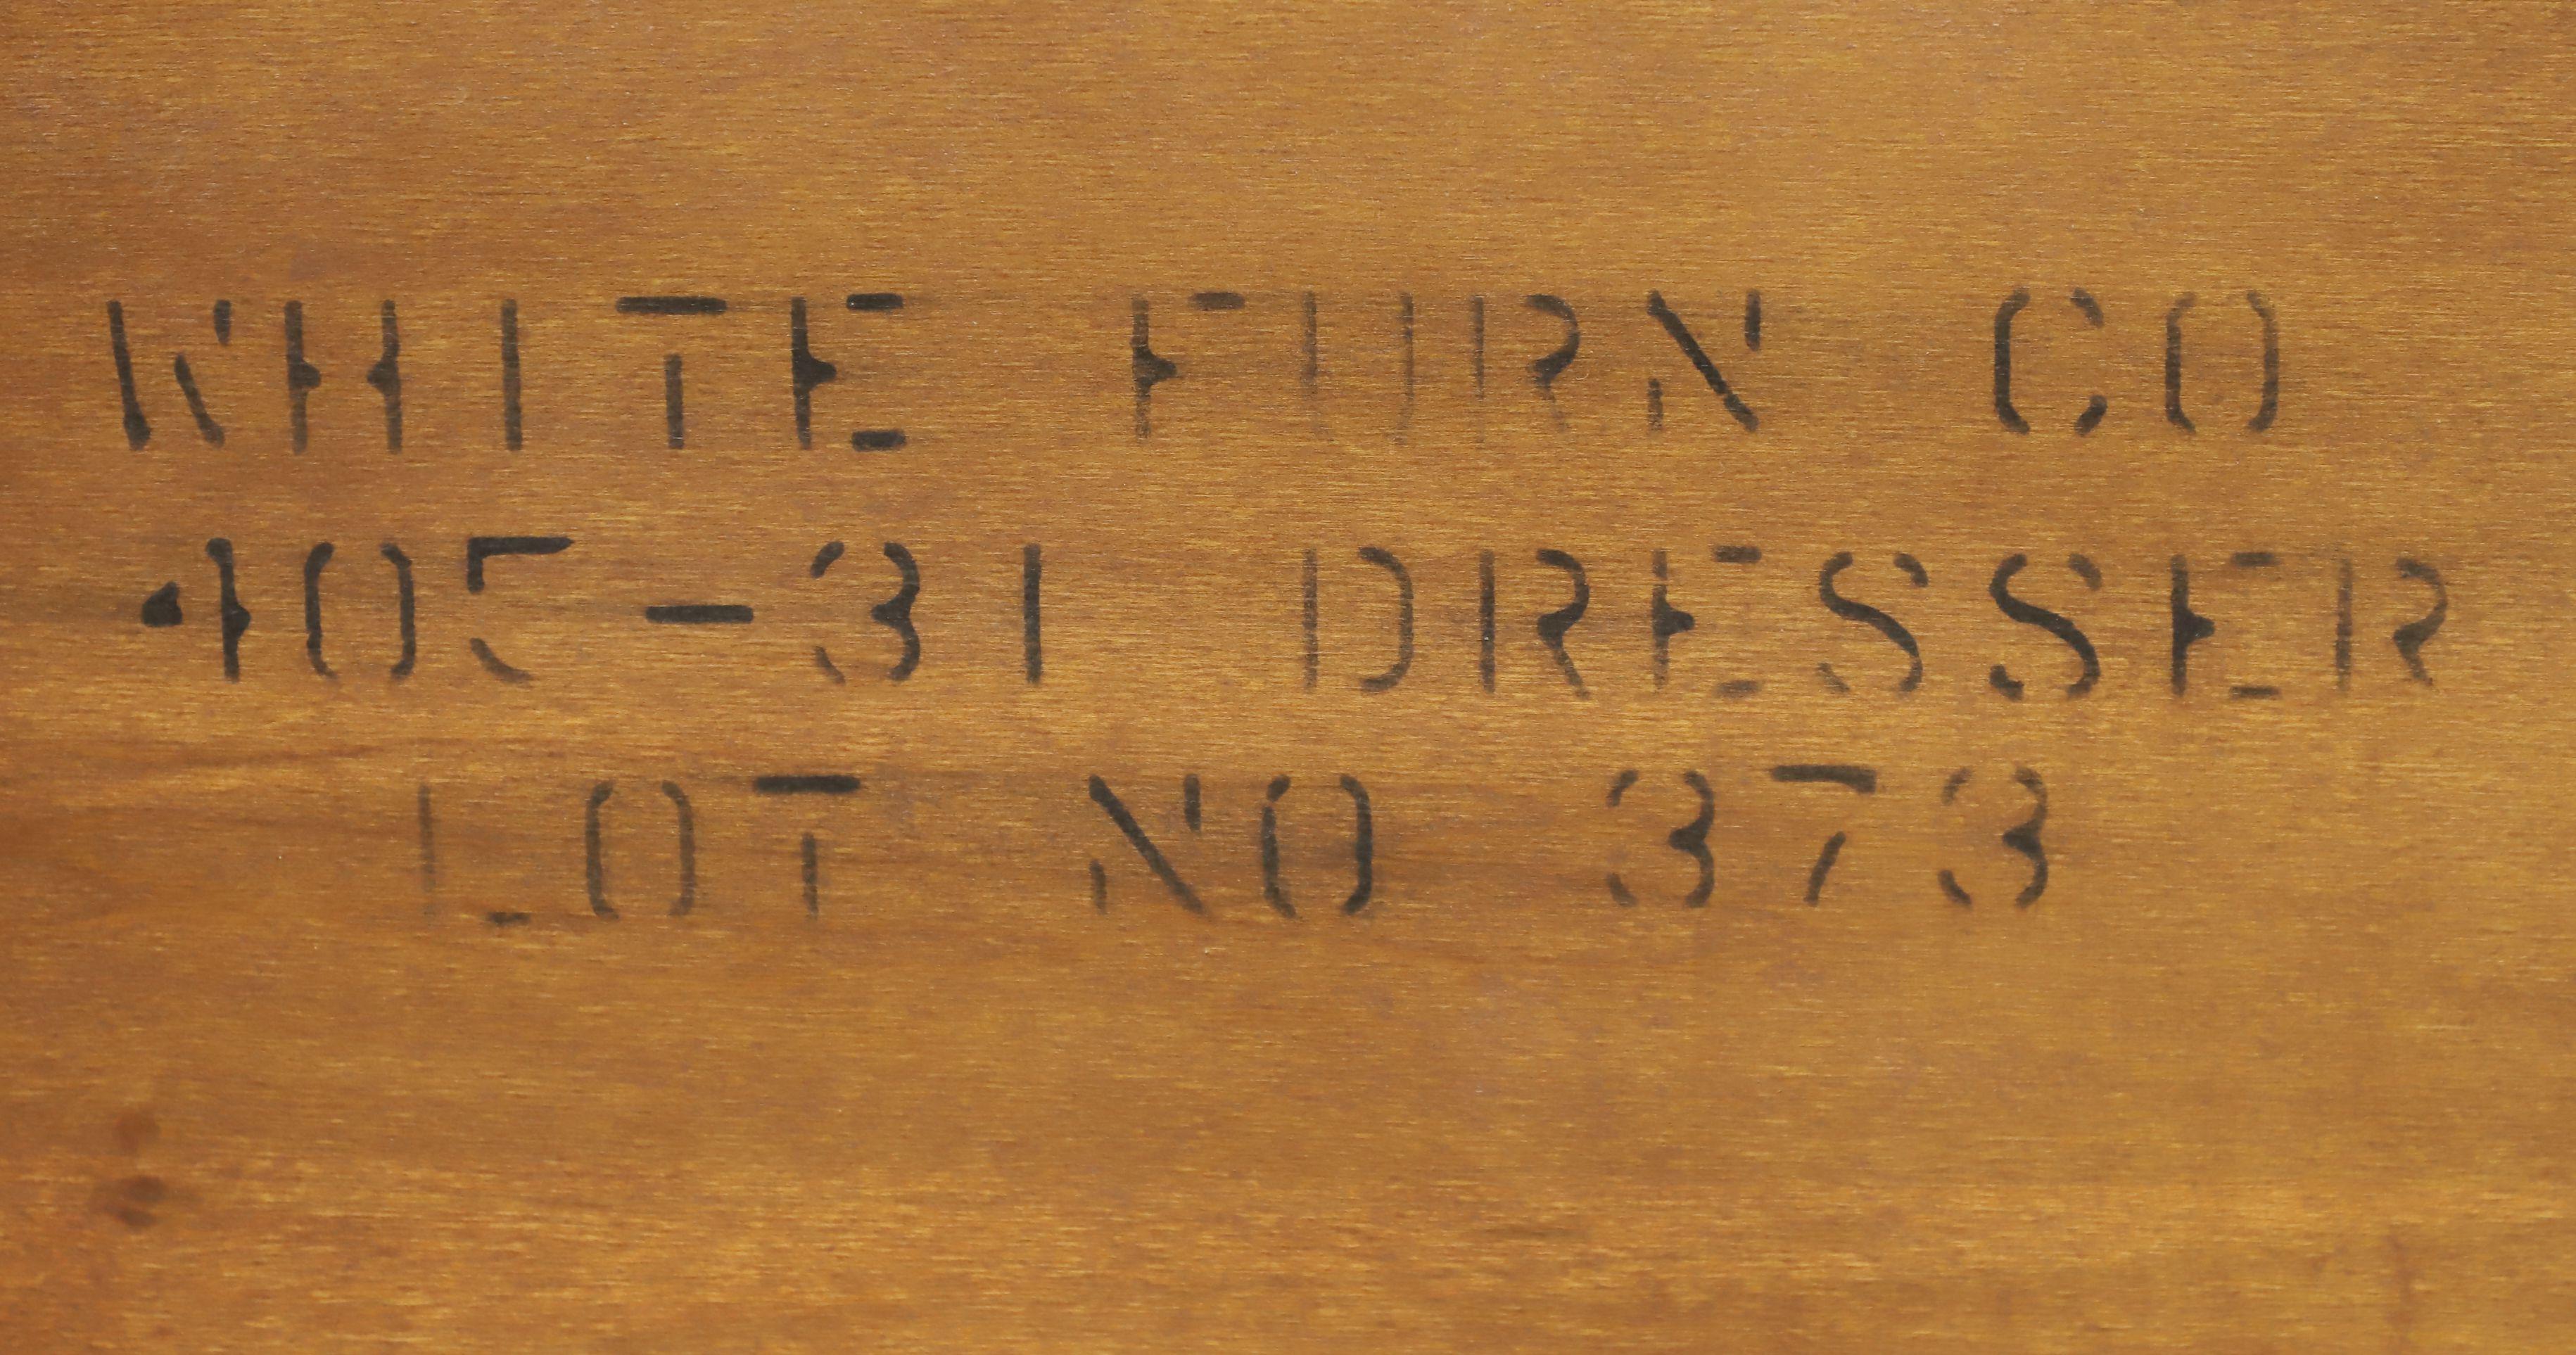 WHITE FURN CO
405-31 DRESSER
LOT NO 373